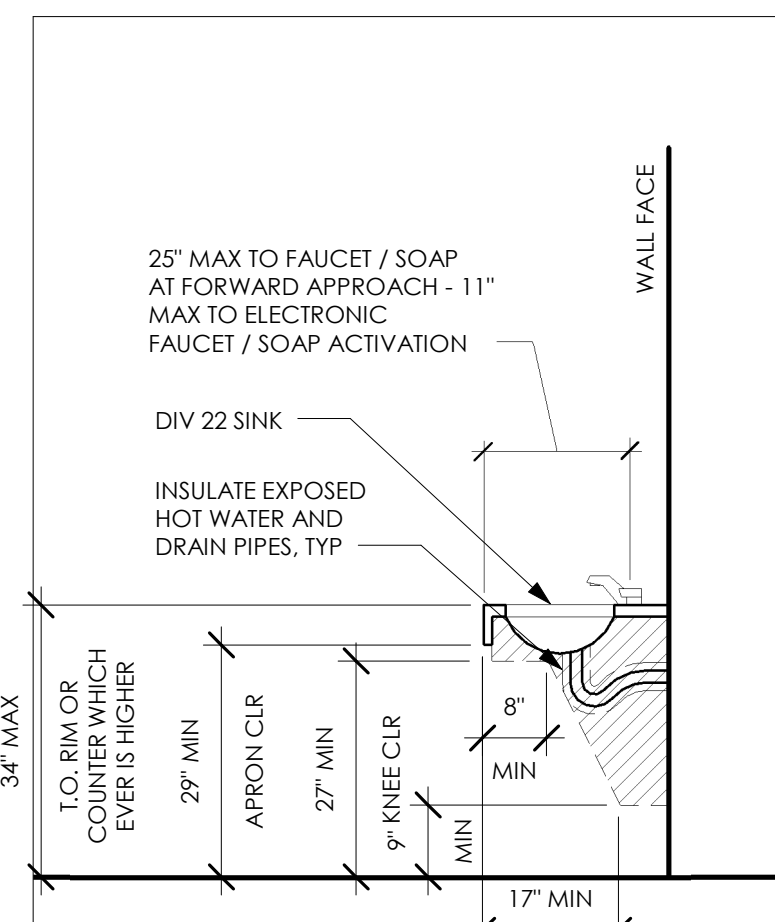 WALL FACE
25" MAX TO FAUCET / SOAP
AT FORWARD APPROACH - 11"
MAX TO ELECTRONIC
FAUCET / SOAP ACTIVATION
DIV 22 SINK
INSULATE EXPOSED
HOT WATER AND
DRAIN PIPES, TYP
34" MAX
T.O. RIM OR
COUNTER WHICH
EVER IS HIGHER
29" MIN
APRON CLR
27" MIN
9" KNEE CLR
MIN
8"
MIN
17" MIN